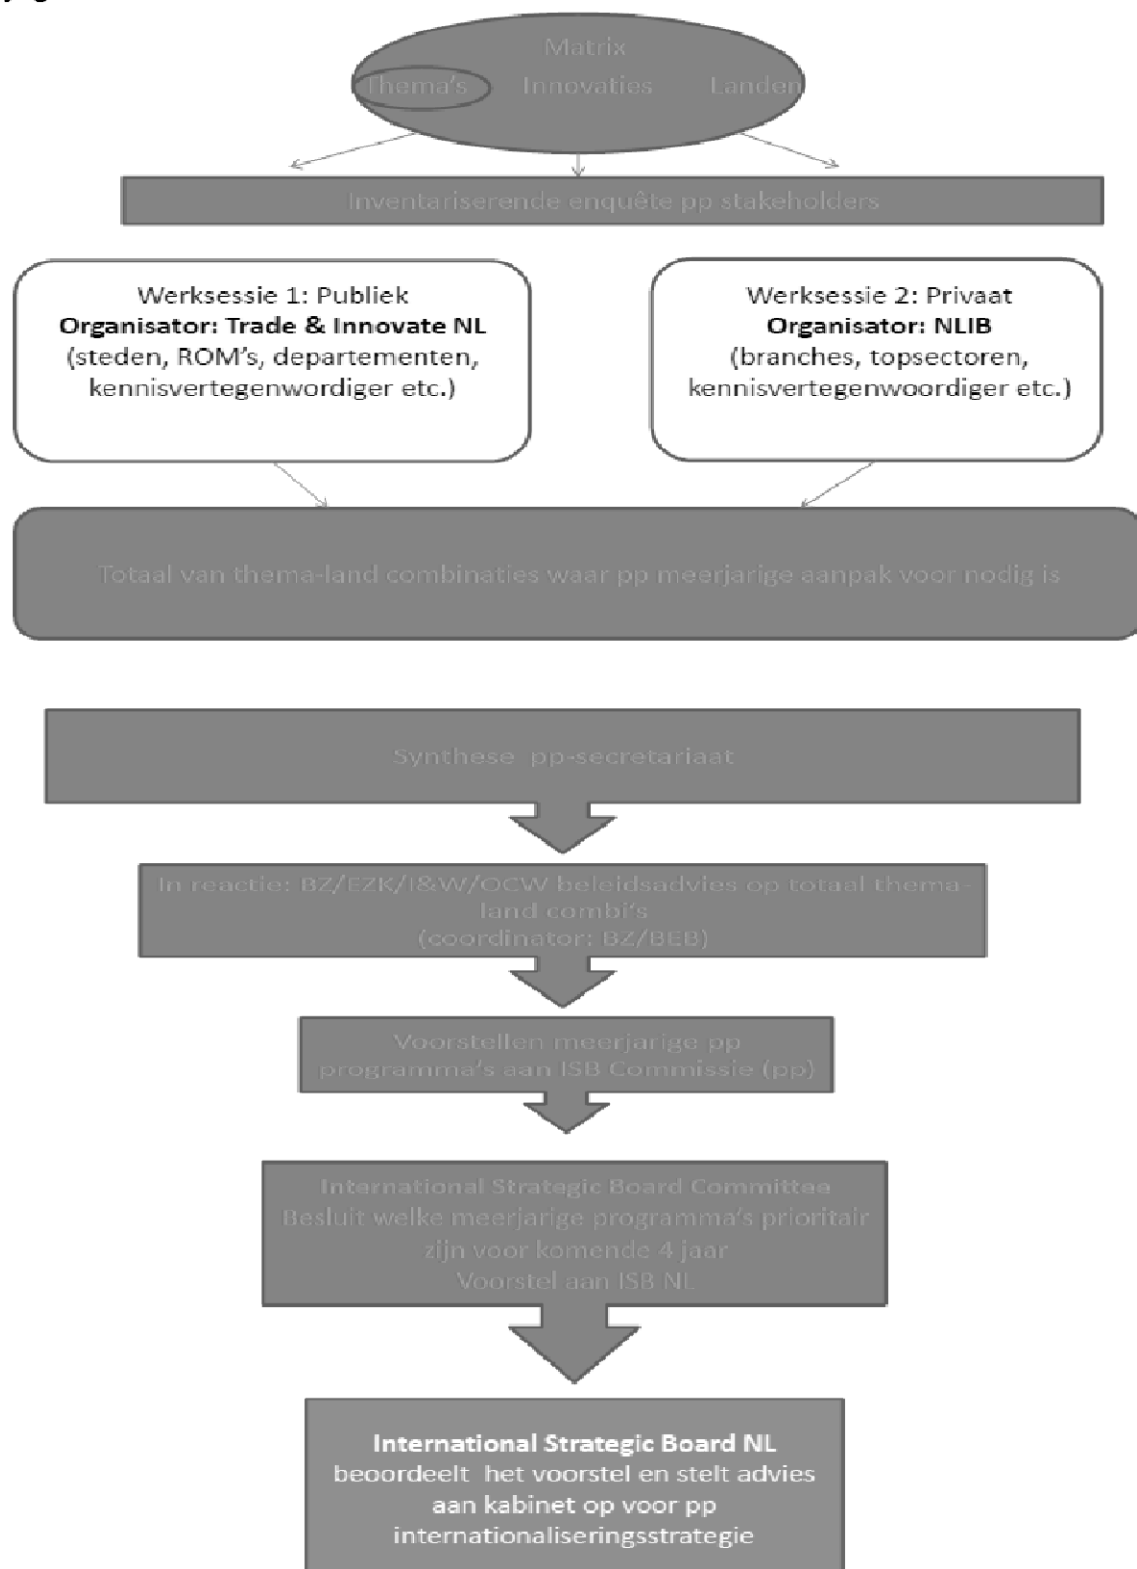 Matrix
Thema's Innovaties Landen
Inventariserende enquête pp stakeholders
Werksessie 1: Publiek
Organisator: Trade & Innovate NL
(steden, ROM's, departementen,
kennisvertegenwordiger etc.)
Werksessie 2: Privaat
Organisator: NLIB
(branches, topsectoren,
kennisvertegenwoordiger etc.)
Totaal van thema-land combinaties waar pp meerjarige aanpak voor nodig is
Synthese pp-secretariaat
In reactie: BZ/EZK/I&W/OCW beleidsadvies op totaal thema-
land combi's
(coordinator: BZ/BEB)
Voorstellen meerjarige pp
programma's aan ISB Commissie (pp)
International Strategic Board Committee
Besluit welke meerjarige programma's prioritair
zijn voor komende 4 jaar
Voorstel aan ISB NL
International Strategic Board NL
beoordeelt het voorstel en stelt advies
aan kabinet op voor pp
internationaliseringsstrategie